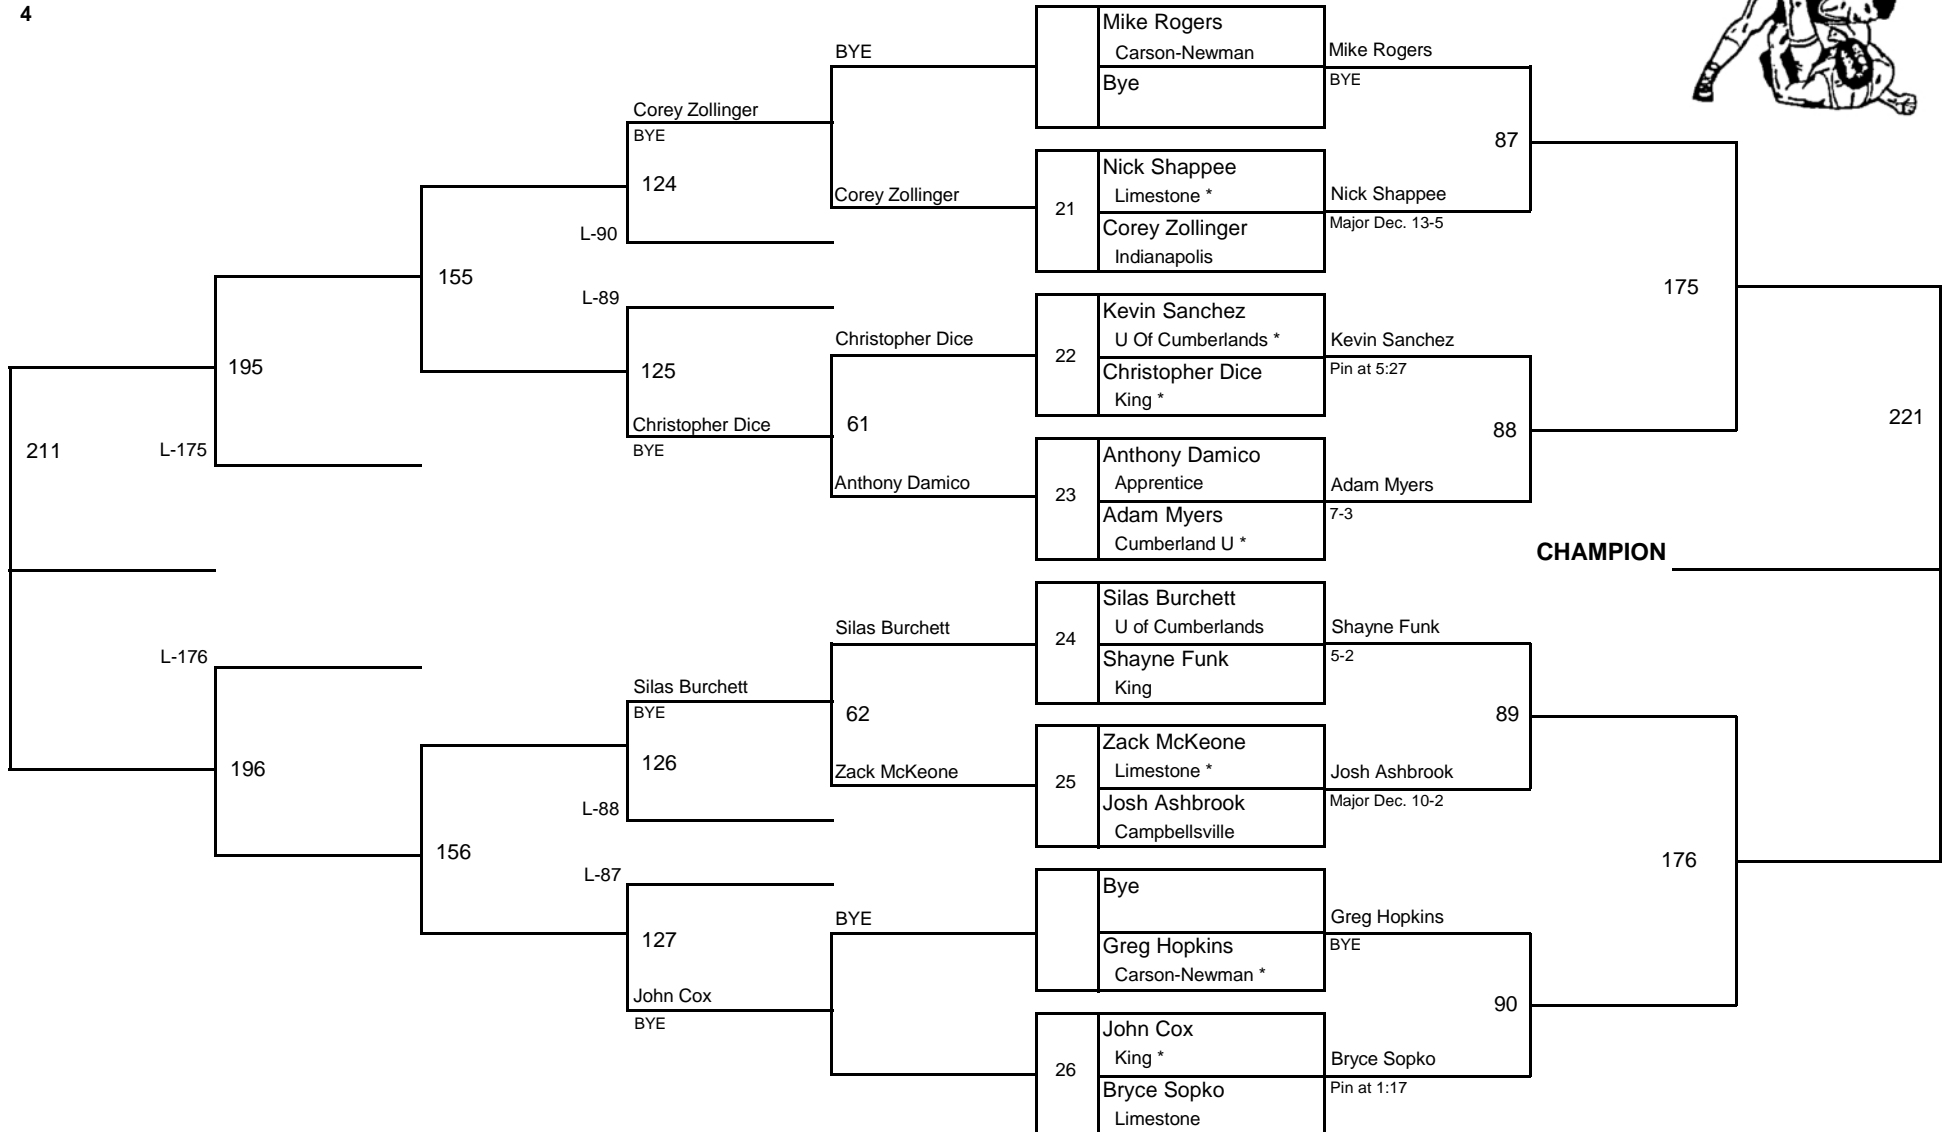 4
Mike Rogers
Carson-Newman
Bye
BYE
Mike Rogers
BYE
Corey Zollinger
BYE
124
L-90
Corey Zollinger
21
Nick Shappee
Limestone *
Corey Zollinger
Indianapolis
Nick Shappee
Major Dec. 13-5
87
155
L-89
175
Kevin Sanchez
U Of Cumberlands *
22
Christopher Dice
King *
Christopher Dice
Kevin Sanchez
Pin at 5:27
195
125
Christopher Dice
BYE
61
88
221
211
L-175
Anthony Damico
23
Anthony Damico
Apprentice
Adam Myers
Cumberland U *
Adam Myers
7-3
CHAMPION
Silas Burchett
24
Silas Burchett
U of Cumberlands
Shayne Funk
King
Shayne Funk
5-2
L-176
Silas Burchett
BYE
62
89
196
126
Zack McKeone
25
Zack McKeone
Limestone *
Josh Ashbrook
Campbellsville
Josh Ashbrook
Major Dec. 10-2
L-88
156
176
L-87
BYE
Bye
Greg Hopkins
Carson-Newman *
Greg Hopkins
BYE
127
John Cox
BYE
90
26
John Cox
King *
Bryce Sopko
Limestone
Bryce Sopko
Pin at 1:17